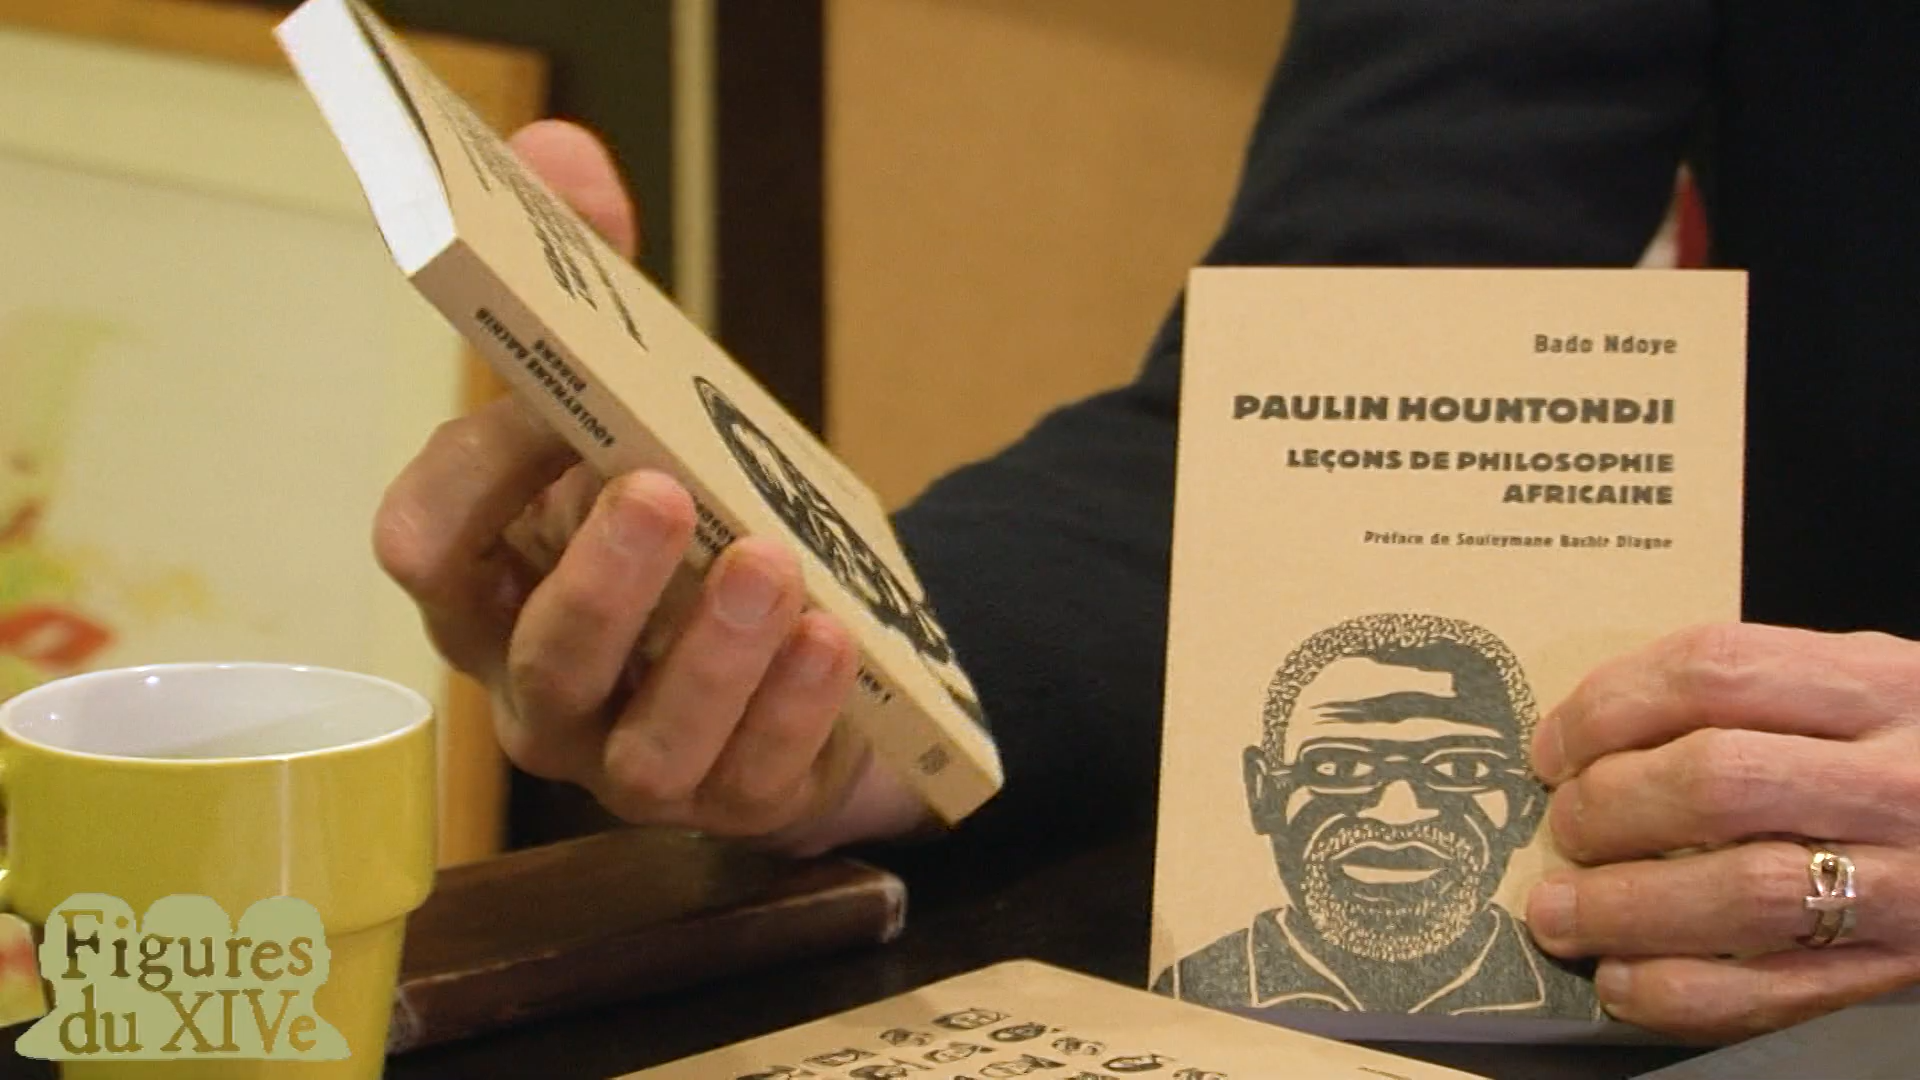 SOULEYMANE BACHIR
DIAGNE
Bado Ndoye
PAULIN HOUNTONDJI
LEÇONS DE PHILOSOPHIE
AFRICAINE
Préface de Souleymane Bachir Diagne
Figures
du XIVe